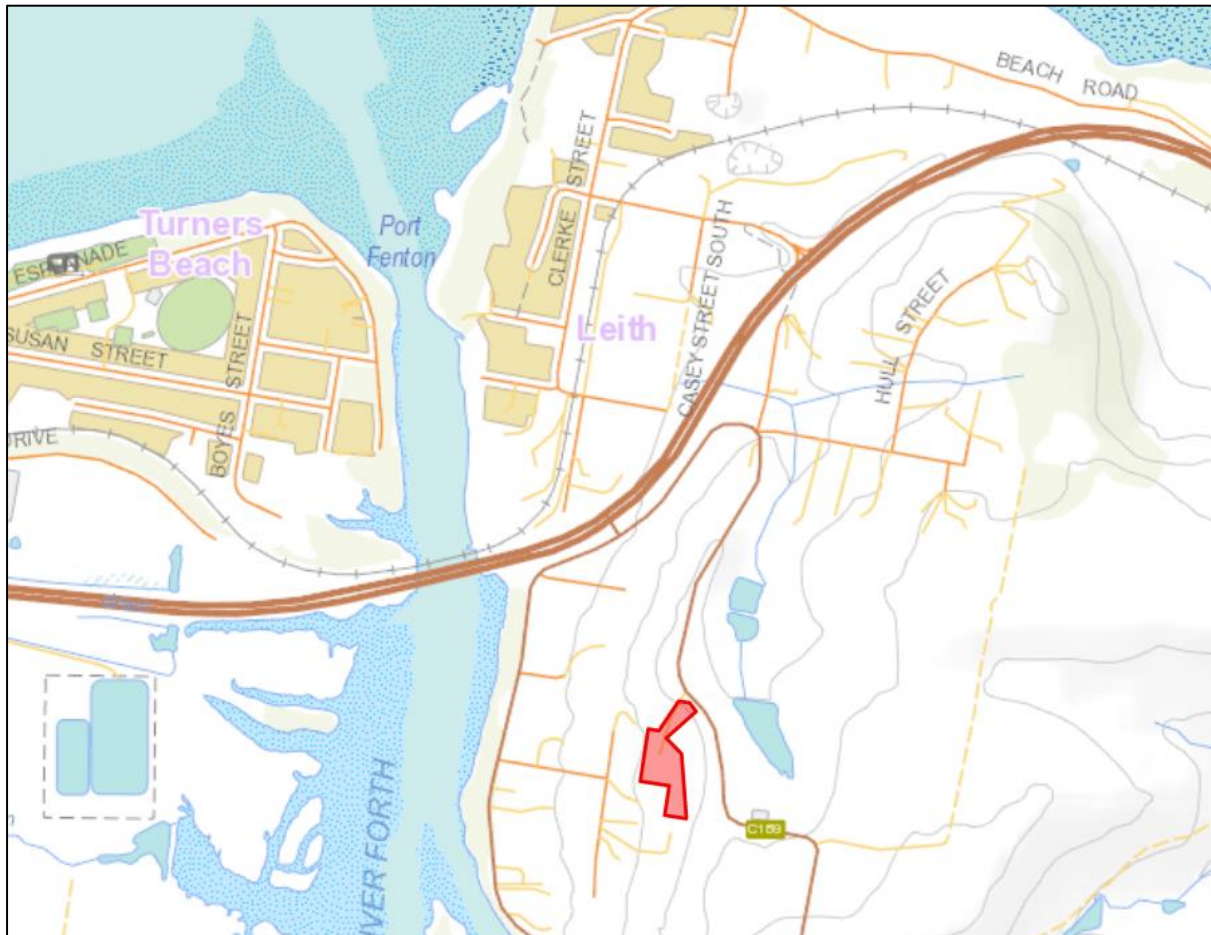 BEACH ROAD
CLERKE STREET
Port
Fenton
Turners
Beach
ESPLANADE
CASEY STREET SOUTH
Leith
HULL STREET
SUSAN STREET
BOYES STREET
DRIVE
RIVER FORTH